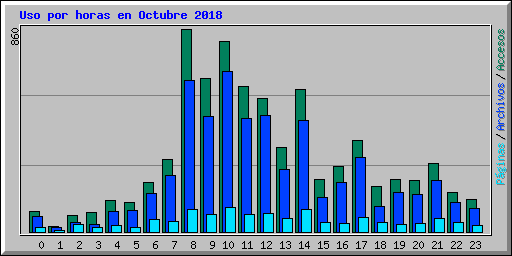 Uso por horas en Octubre 2018
860
Páginas / Archivos / Accesos
0 1 2 3 4 5 6 7 8 9 10 11 12 13 14 15 16 17 18 19 20 21 22 23